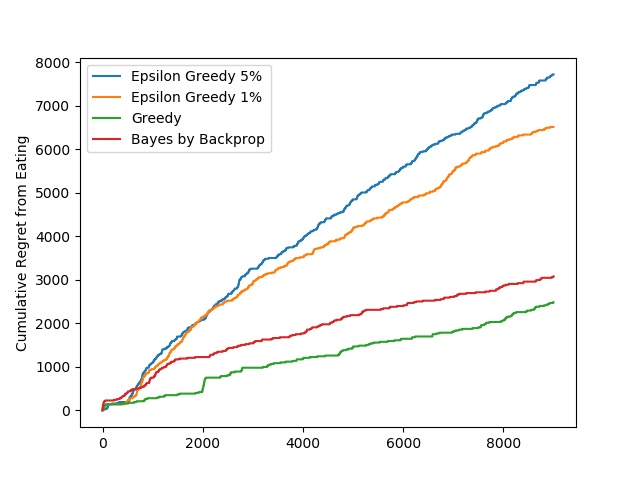 8000
7000
6000
5000
4000
3000
2000
1000
0
Cumulative Regret from Eating
Epsilon Greedy 5%
Epsilon Greedy 1%
Greedy
Bayes by Backprop
0
2000
4000
6000
8000